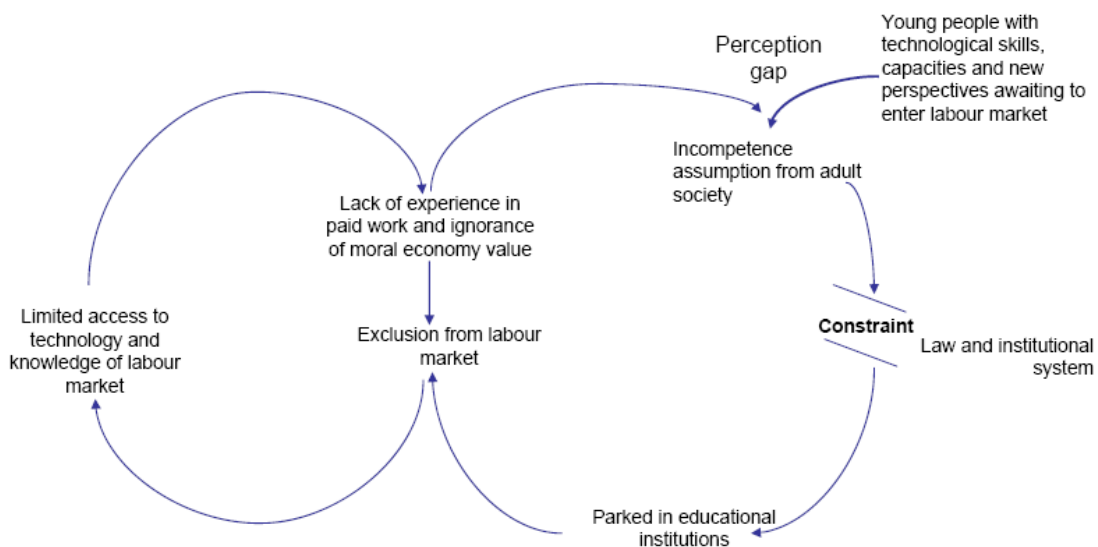 Perception
gap
Young people with
technological skills,
capacities and new
perspectives awaiting to
enter labour market
Incompetence
assumption from adult
society
Lack of experience in
paid work and ignorance
of moral economy value
Limited access to
technology and
knowledge of labour
market
Exclusion from labour
market
Constraint
Law and institutional
system
Parked in educational
institutions